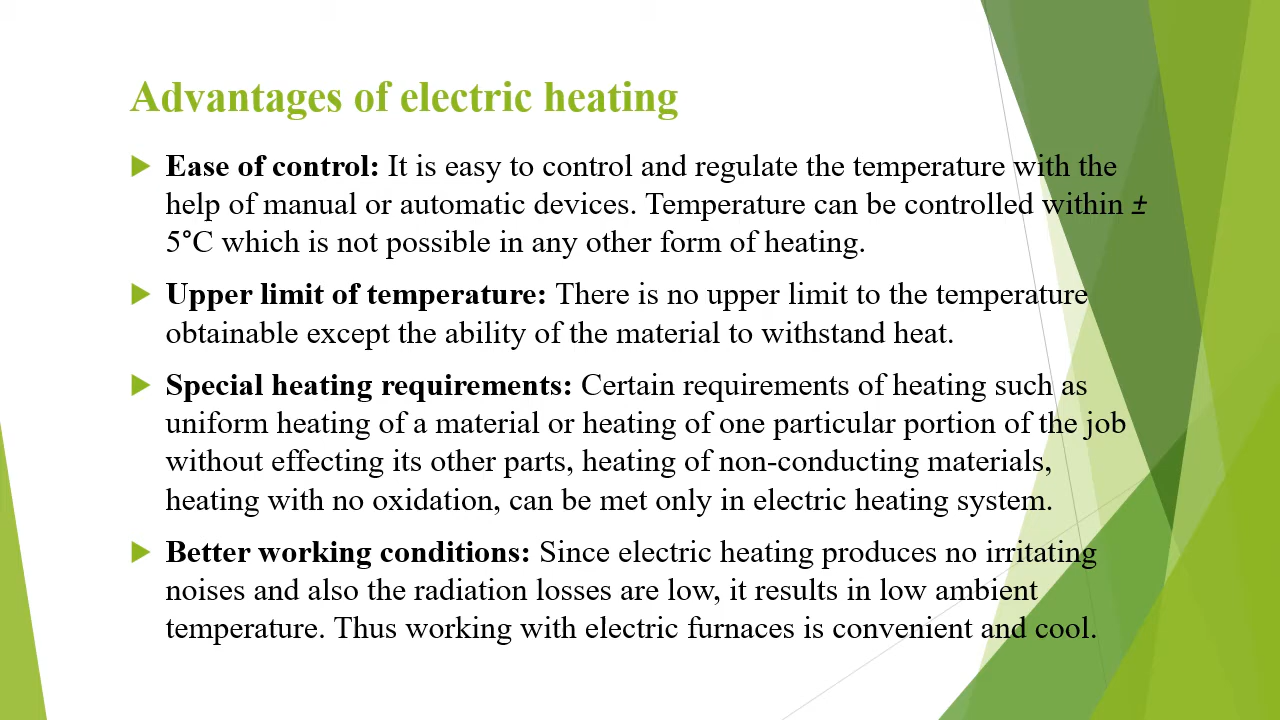 Advantages of electric heating
Ease of control: It is easy to control and regulate the temperature with the
help of manual or automatic devices. Temperature can be controlled within ±
5°C which is not possible in any other form of heating.
Upper limit of temperature: There is no upper limit to the temperature
obtainable except the ability of the material to withstand heat.
Special heating requirements: Certain requirements of heating such as
uniform heating of a material or heating of one particular portion of the job
without effecting its other parts, heating of non-conducting materials,
heating with no oxidation, can be met only in electric heating system.
Better working conditions: Since electric heating produces no irritating
noises and also the radiation losses are low, it results in low ambient
temperature. Thus working with electric furnaces is convenient and cool.